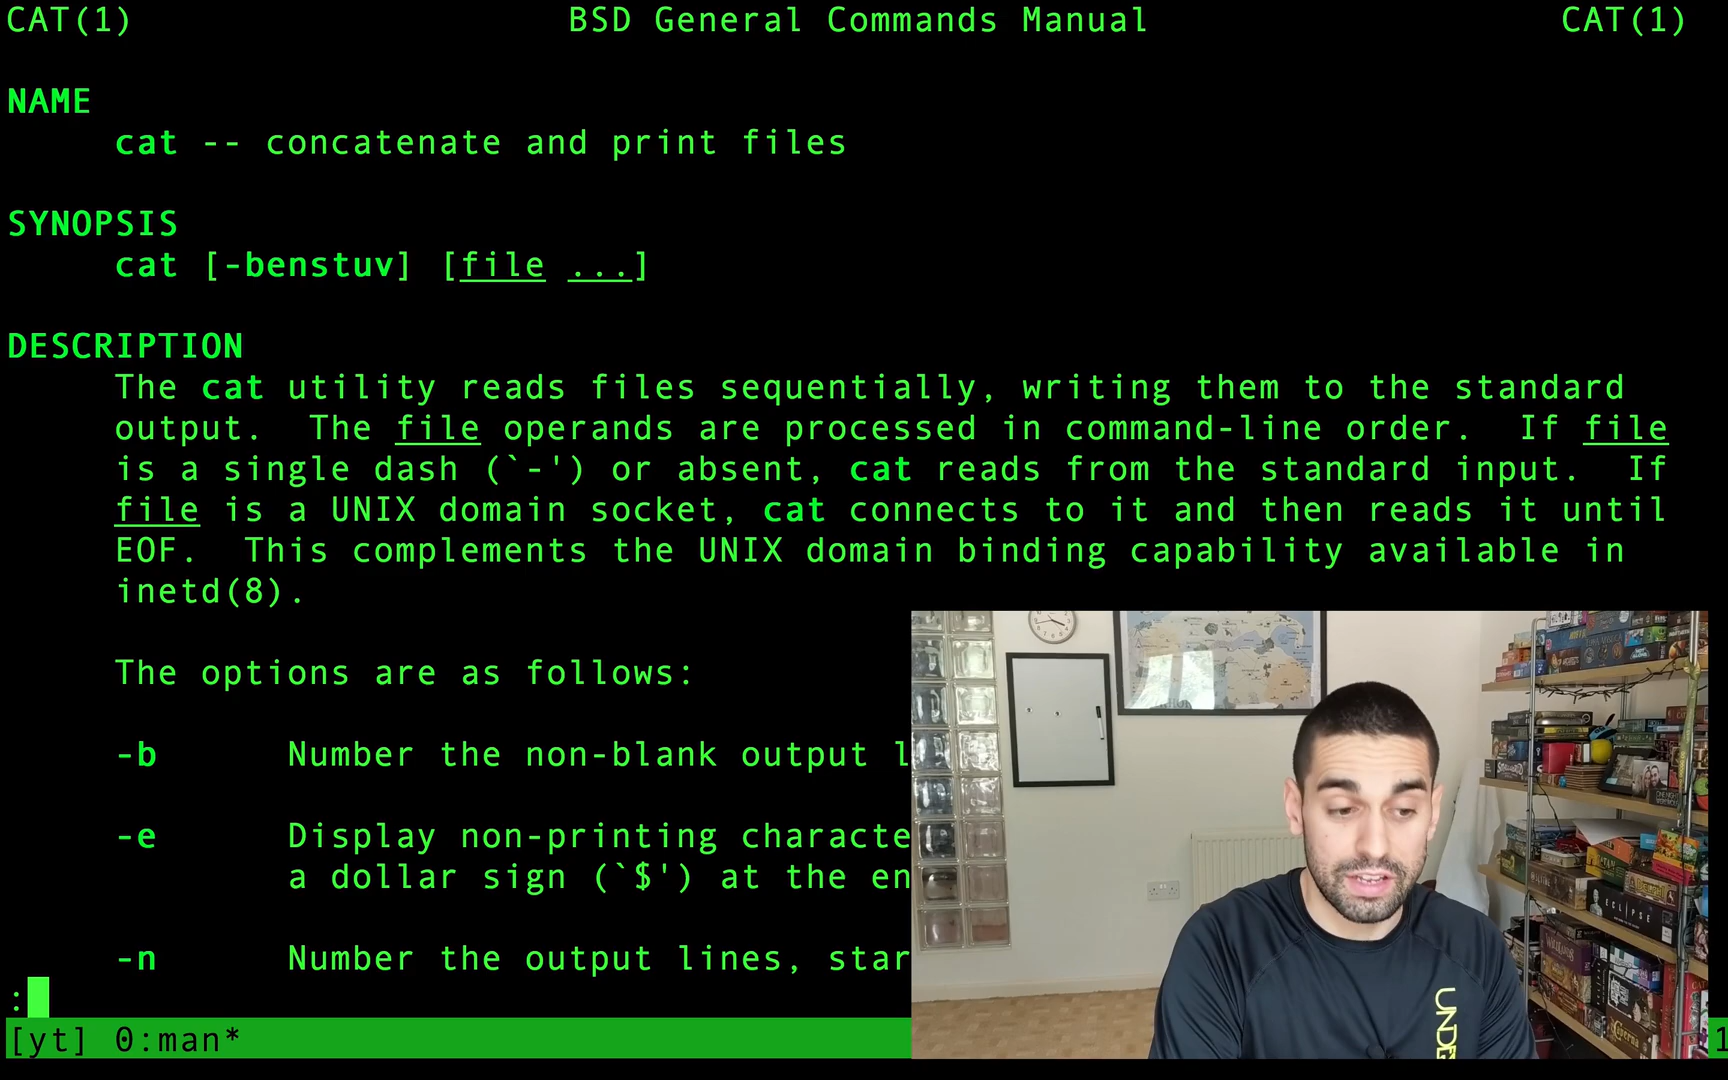 CAT(1) BSD General Commands Manual CAT(1)
NAME
cat -- concatenate and print files
SYNOPSIS
cat [-benstuv] [file ...]
DESCRIPTION
The cat utility reads files sequentially, writing them to the standard
output. The file operands are processed in command-line order. If file
is a single dash (`-') or absent, cat reads from the standard input. If
file is a UNIX domain socket, cat connects to it and then reads it until
EOF. This complements the UNIX domain binding capability available in
inetd(8).
The options are as follows:
-b Number the non-blank output l
-e Display non-printing characte
a dollar sign (`$') at the en
-n Number the output lines, star
:
[yt] 0:man* 1
ECLIPSE
UNDE